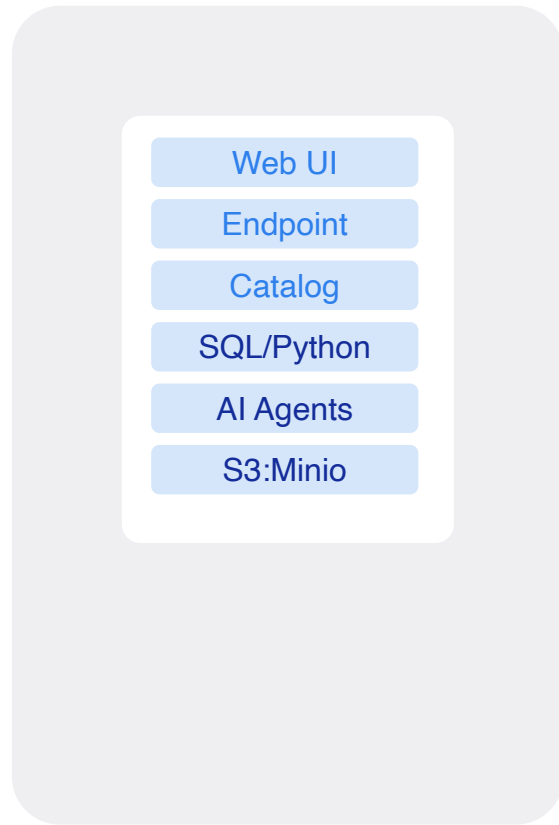 Web UI
Endpoint
Catalog
SQL/Python
AI Agents
S3:Minio